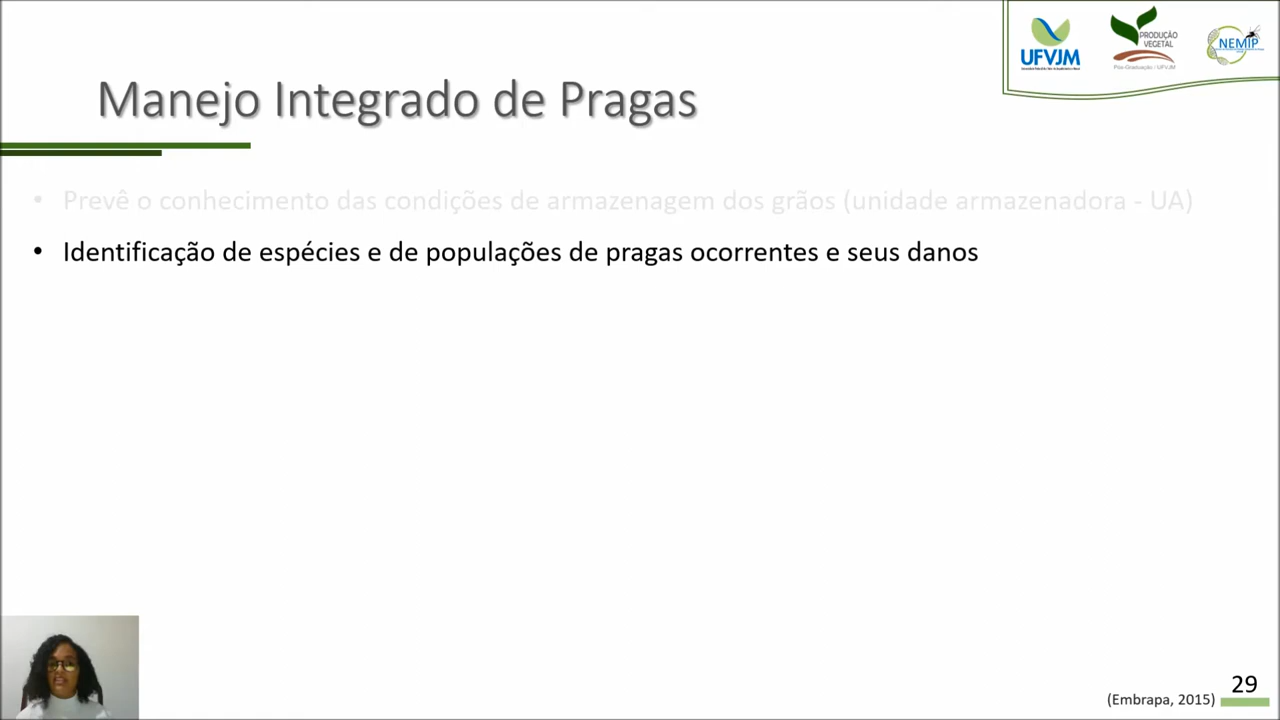 UFVJM
PRODUÇÃO
VEGETAL
Pós-Graduação / UFVJM
NEMIP
Manejo Integrado de Pragas
• Prevê o conhecimento das condições de armazenagem dos grãos (unidade armazenadora - UA)
• Identificação de espécies e de populações de pragas ocorrentes e seus danos
29
(Embrapa, 2015)